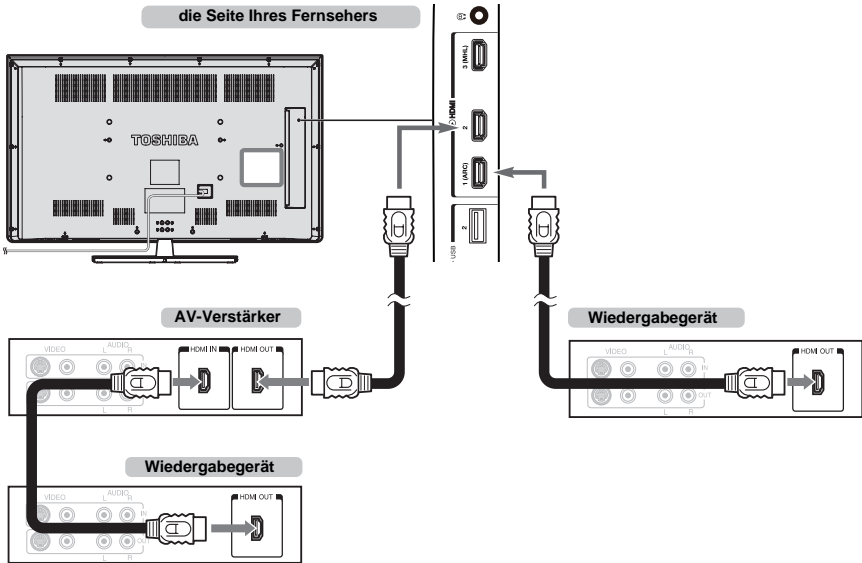 die Seite Ihres Fernsehers
TOSHIBA
3 (MHL)
HDMI
2
1 (ARC)
2
USB
AV-Verstärker
VIDEO
AUDIO
L R
IN
HDMI IN
HDMI OUT
L R
Wiedergabegerät
VIDEO
AUDIO
L R
IN
OUT
L R
HDMI OUT
Wiedergabegerät
VIDEO
AUDIO
L R
IN
OUT
L R
HDMI OUT